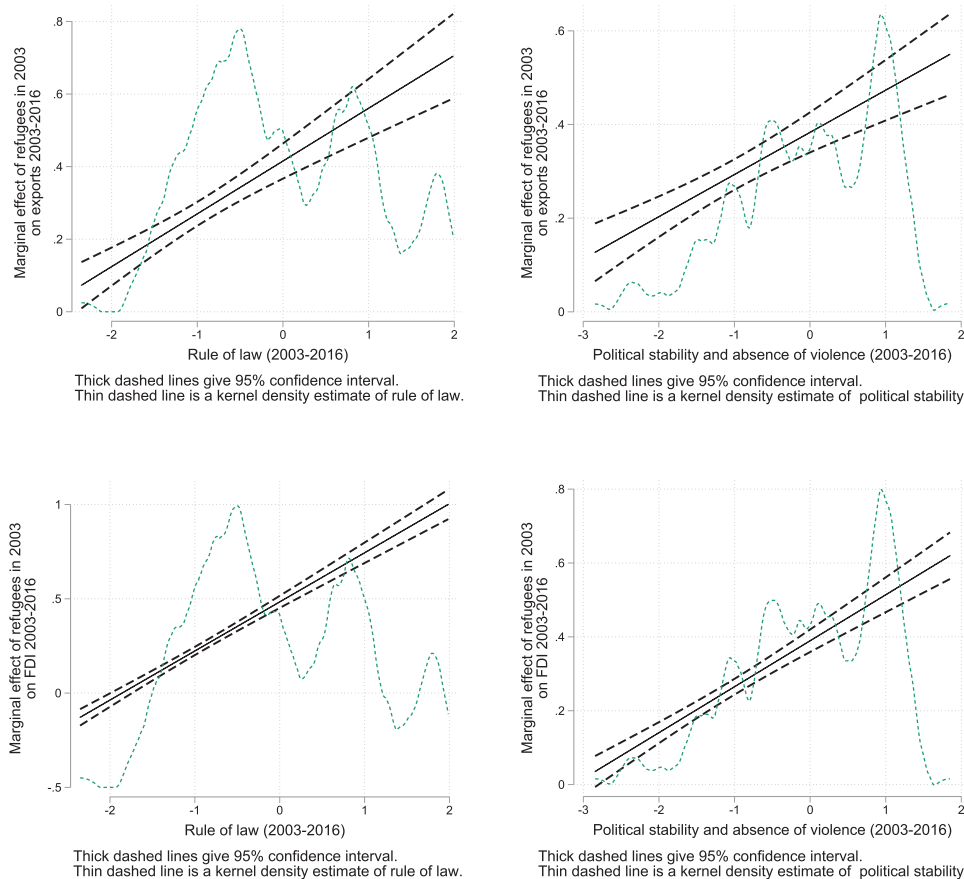 Marginal effect of refugees in 2003
on exports 2003-2016
.8
.6
.4
.2
0
-2
-1
0
1
2
Rule of law (2003-2016)
Thick dashed lines give 95% confidence interval.
Thin dashed line is a kernel density estimate of rule of law.
Marginal effect of refugees in 2003
on exports 2003-2016
.6
.4
.2
0
-3
-2
-1
0
1
2
Political stability and absence of violence (2003-2016)
Thick dashed lines give 95% confidence interval.
Thin dashed line is a kernel density estimate of  political stability
Marginal effect of refugees in 2003
on FDI 2003-2016
1
.5
0
-.5
-2
-1
0
1
2
Rule of law (2003-2016)
Thick dashed lines give 95% confidence interval.
Thin dashed line is a kernel density estimate of rule of law.
Marginal effect of refugees in 2003
on FDI 2003-2016
.8
.6
.4
.2
0
-3
-2
-1
0
1
2
Political stability and absence of violence (2003-2016)
Thick dashed lines give 95% confidence interval.
Thin dashed line is a kernel density estimate of  political stability